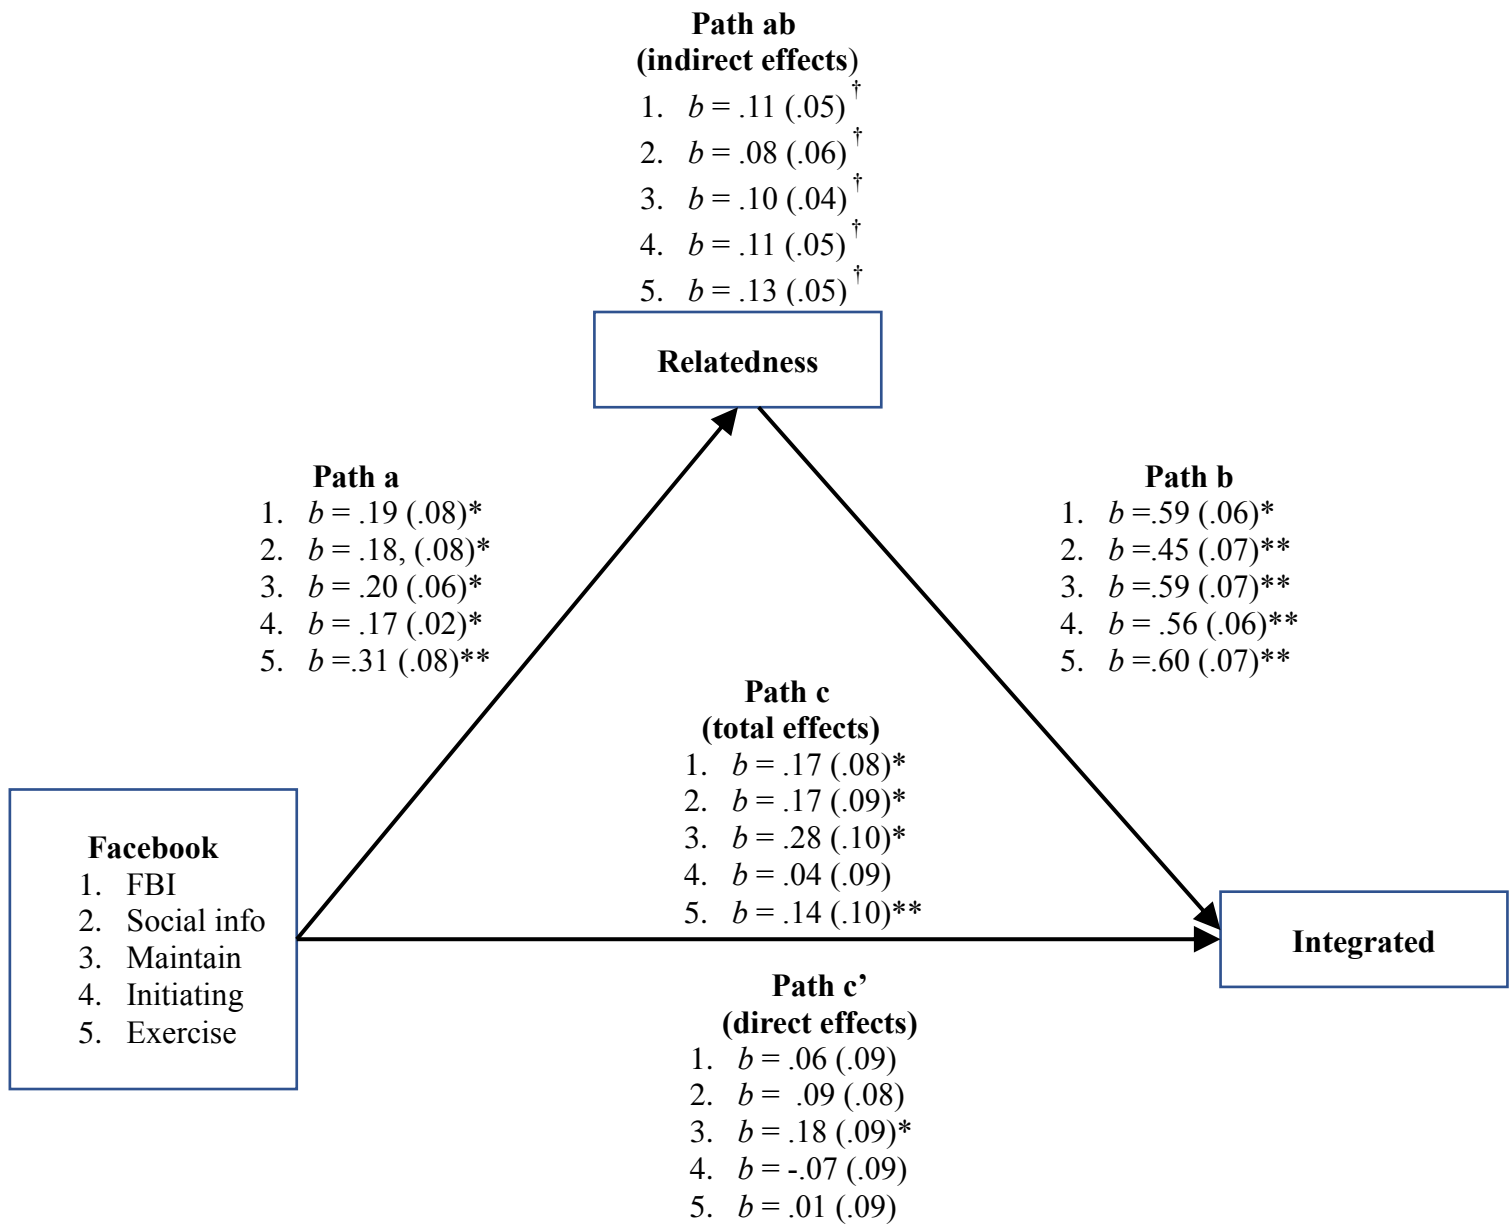 Path ab
(indirect effects)
1. b = .11 (.05) †
2. b = .08 (.06) †
3. b = .10 (.04) †
4. b = .11 (.05) †
5. b = .13 (.05) †
Relatedness
Path a
1. b = .19 (.08)*
2. b = .18, (.08)*
3. b = .20 (.06)*
4. b = .17 (.02)*
5. b =.31 (.08)**
Path b
1. b =.59 (.06)*
2. b =.45 (.07)**
3. b =.59 (.07)**
4. b = .56 (.06)**
5. b =.60 (.07)**
Path c
(total effects)
1. b = .17 (.08)*
2. b = .17 (.09)*
3. b = .28 (.10)*
4. b = .04 (.09)
5. b = .14 (.10)**
Facebook
1. FBI
2. Social info
3. Maintain
4. Initiating
5. Exercise
Integrated
Path c’
(direct effects)
1. b = .06 (.09)
2. b =  .09 (.08)
3. b = .18 (.09)*
4. b = -.07 (.09)
5. b = .01 (.09)